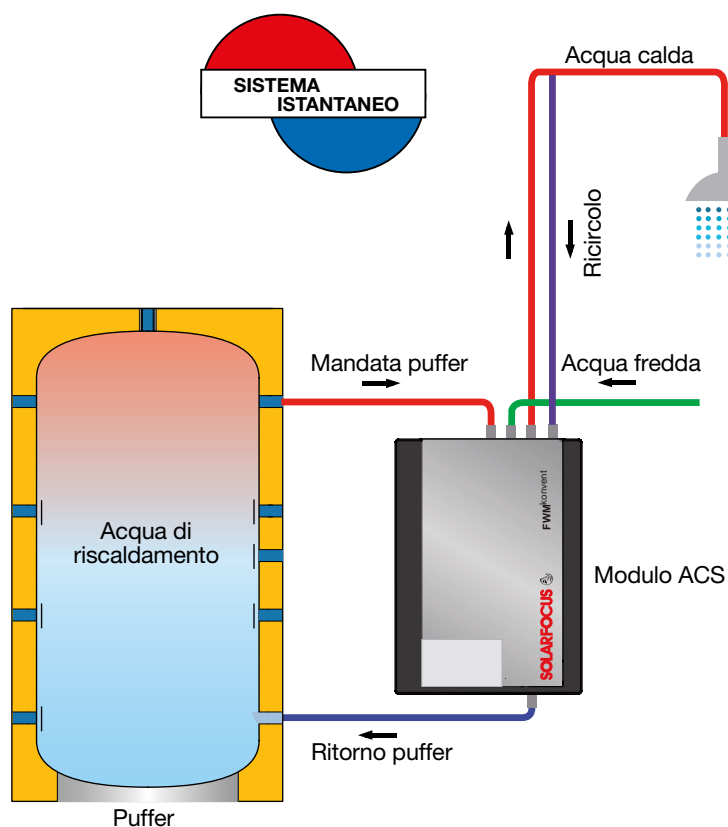 Acqua calda
SISTEMA
ISTANTANEO
Ricircolo
Mandata puffer
Acqua fredda
Acqua di
riscaldamento
FWMkonvent
SOLARFOCUS
Modulo ACS
Ritorno puffer
Puffer